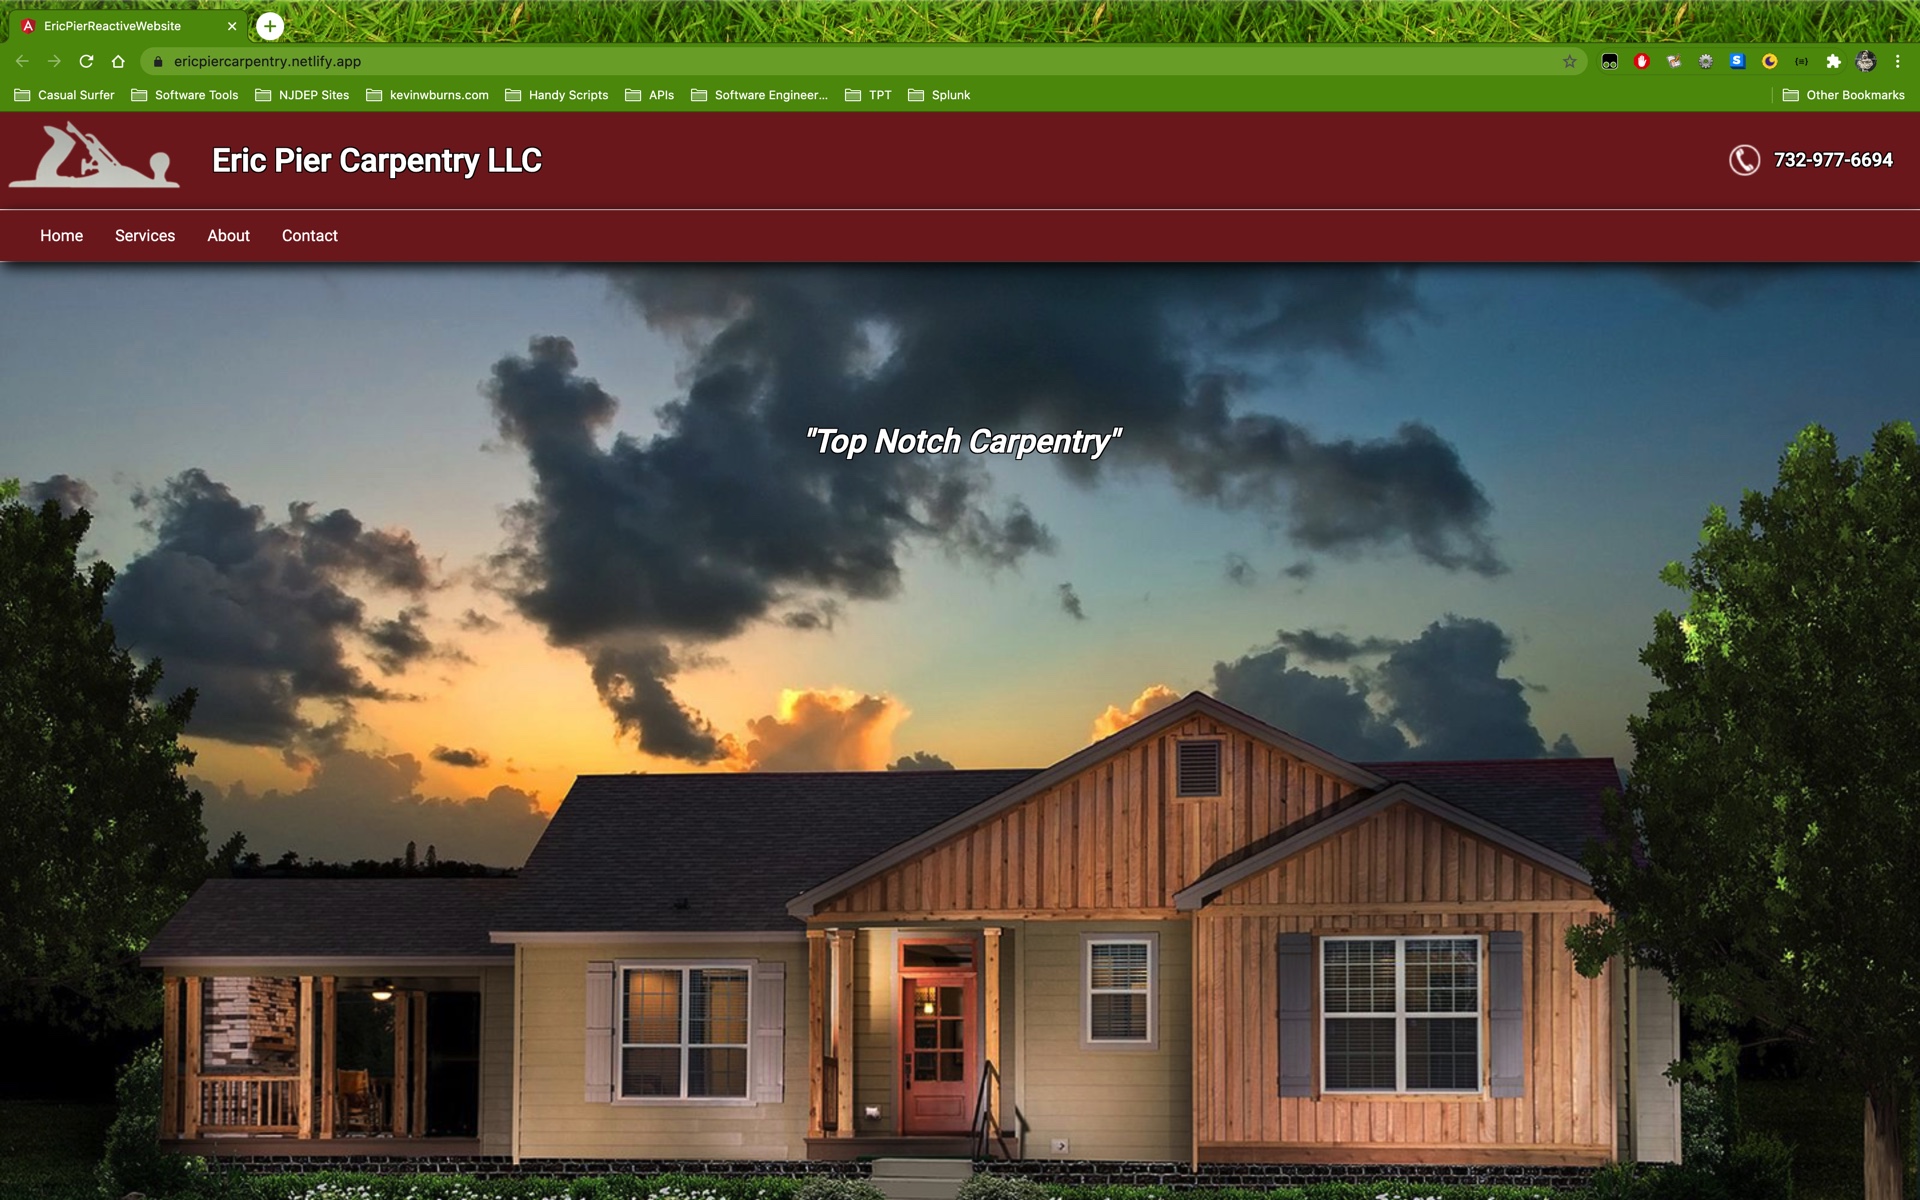 EricPierReactiveWebsite
ericpiercarpentry.netlify.app
Casual Surfer Software Tools NJDEP Sites kevinwburns.com Handy Scripts APIs Software Engineer... TPT Splunk Other Bookmarks
Eric Pier Carpentry LLC
732-977-6694
Home Services About Contact
"Top Notch Carpentry"